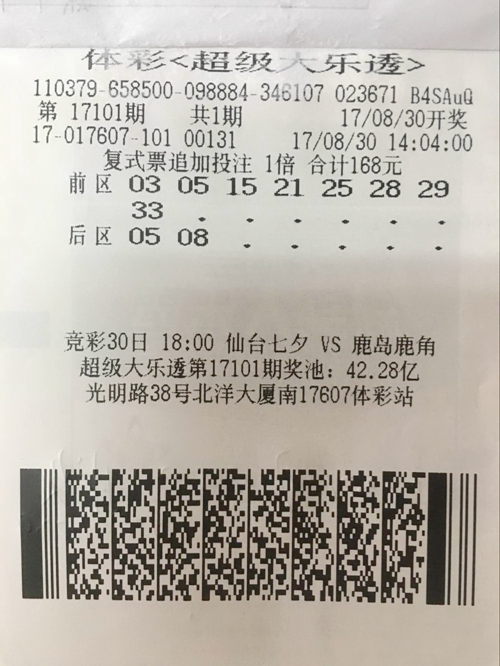 体彩<超级大乐透>
110379-658500-098884-346107 023671 B4SAuQ
第 17101期 共1期 17/08/30开奖
17-017607-101 00131 17/08/30 14:04:00
复式票追加投注 1倍 合计168元
前区 03 05 15 21 25 28 29
33 . . . . . .
后区 05 08 . . . . .
竞彩30日 18:00 仙台七夕 VS 鹿岛鹿角
超级大乐透第17101期奖池: 42.28亿
光明路38号北洋大厦南17607体彩站